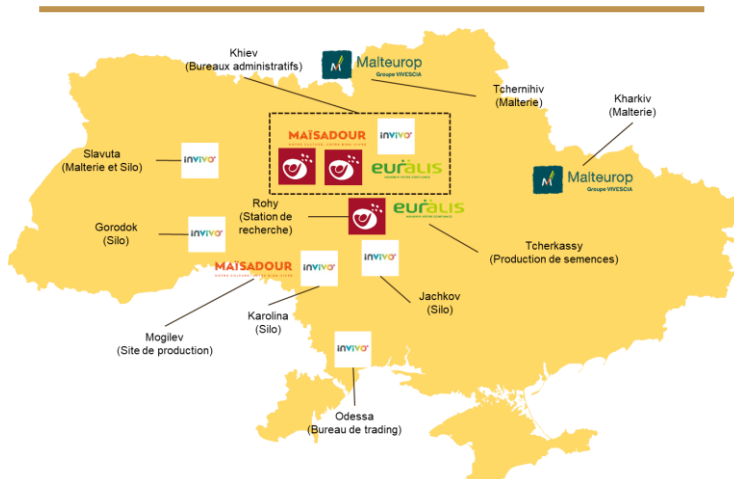 Khiev
(Bureaux administratifs)
Malteurop
Groupe VIVESCIA
Tchernihiv
(Malterie)
Kharkiv
(Malterie)
MAÏSADOUR
invivo
euralis
Slavuta
(Malterie et Silo)
invivo
Malteurop
Groupe VIVESCIA
Rohy
(Station de
recherche)
euralis
Gorodok
(Silo)
invivo
Tcherkassy
(Production de semences)
MAÏSADOUR
invivo
invivo
Jachkov
(Silo)
Karolina
(Silo)
Mogilev
(Site de production)
invivo
Odessa
(Bureau de trading)